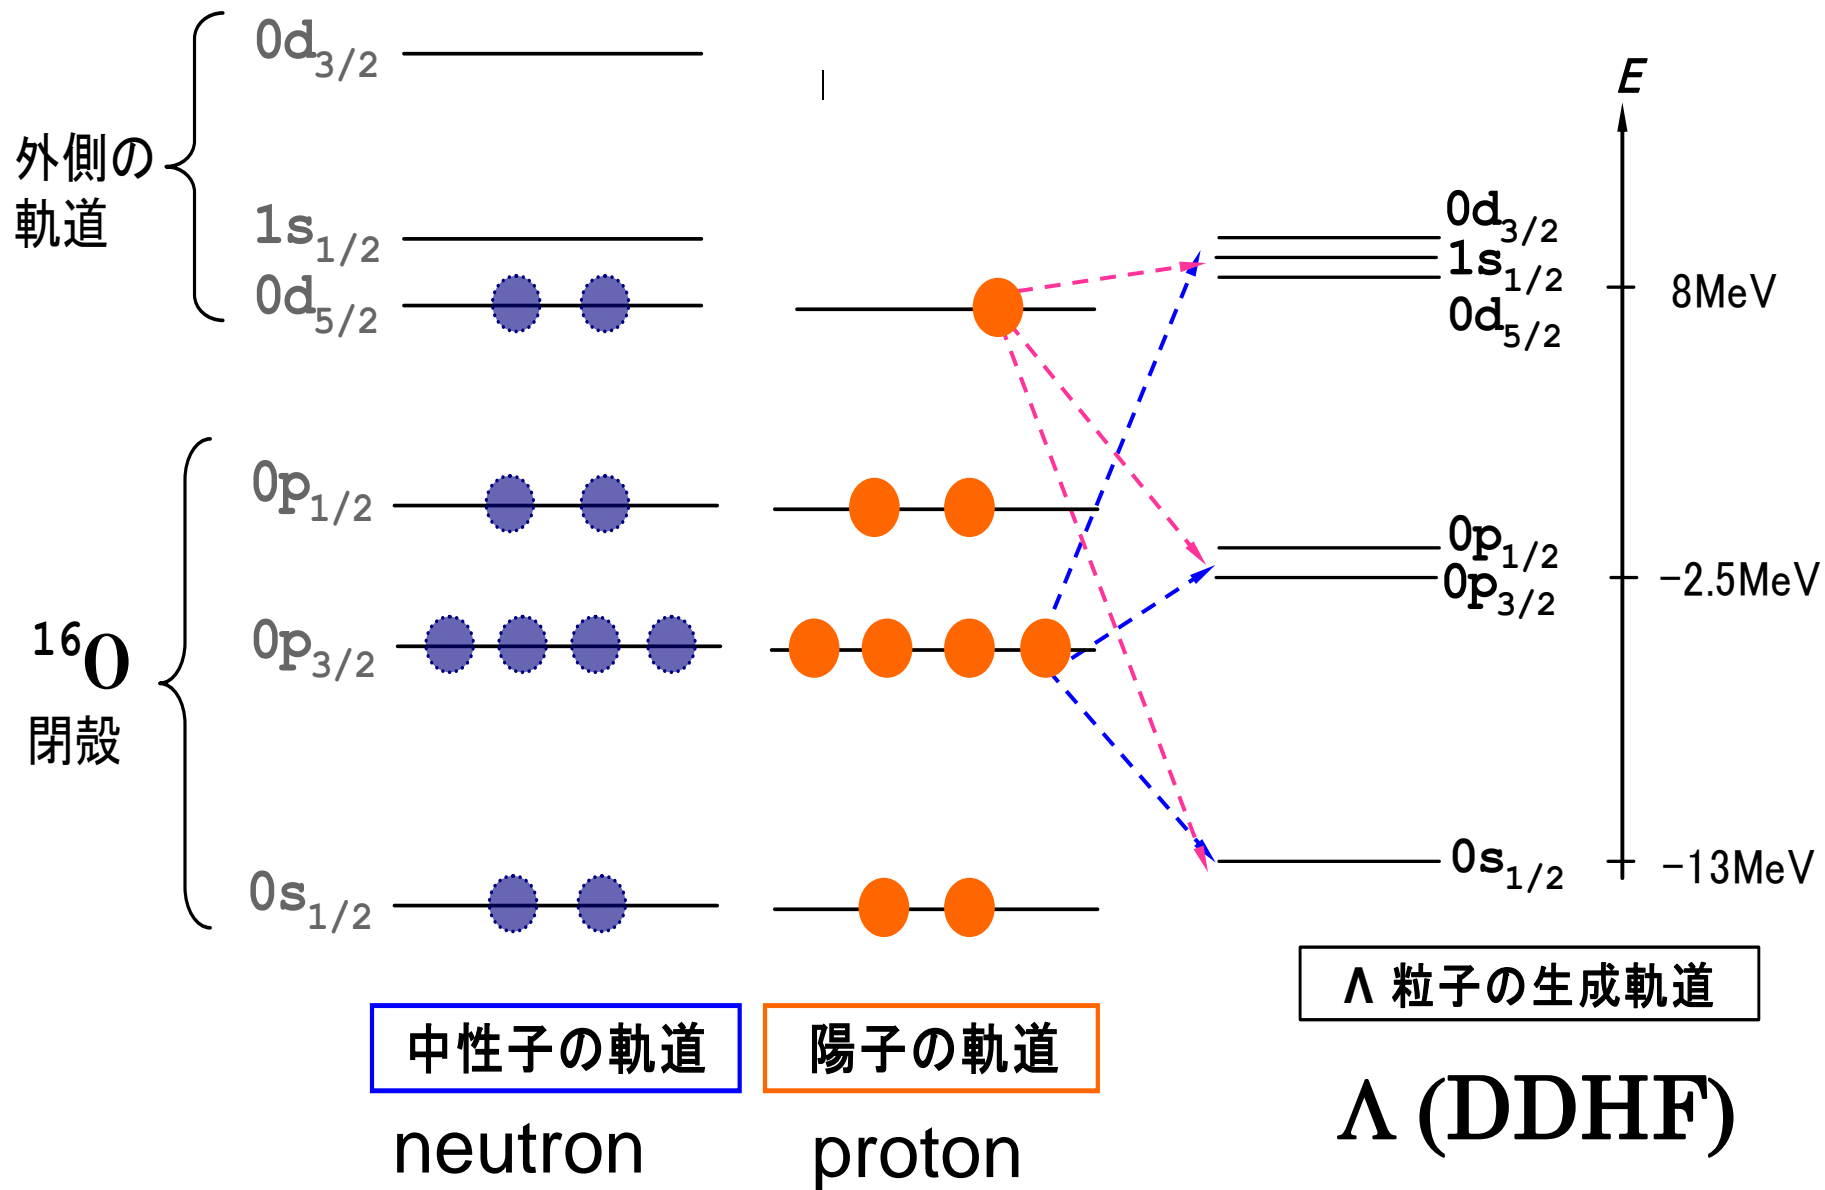 0d3/2
外側の
軌道
1s1/2
0d5/2
0p1/2
16O
閉殻
0p3/2
0s1/2
中性子の軌道
neutron
陽子の軌道
proton
E
0d3/2
1s1/2
0d5/2
8MeV
0p1/2
0p3/2
-2.5MeV
0s1/2
-13MeV
Λ 粒子の生成軌道
Λ (DDHF)